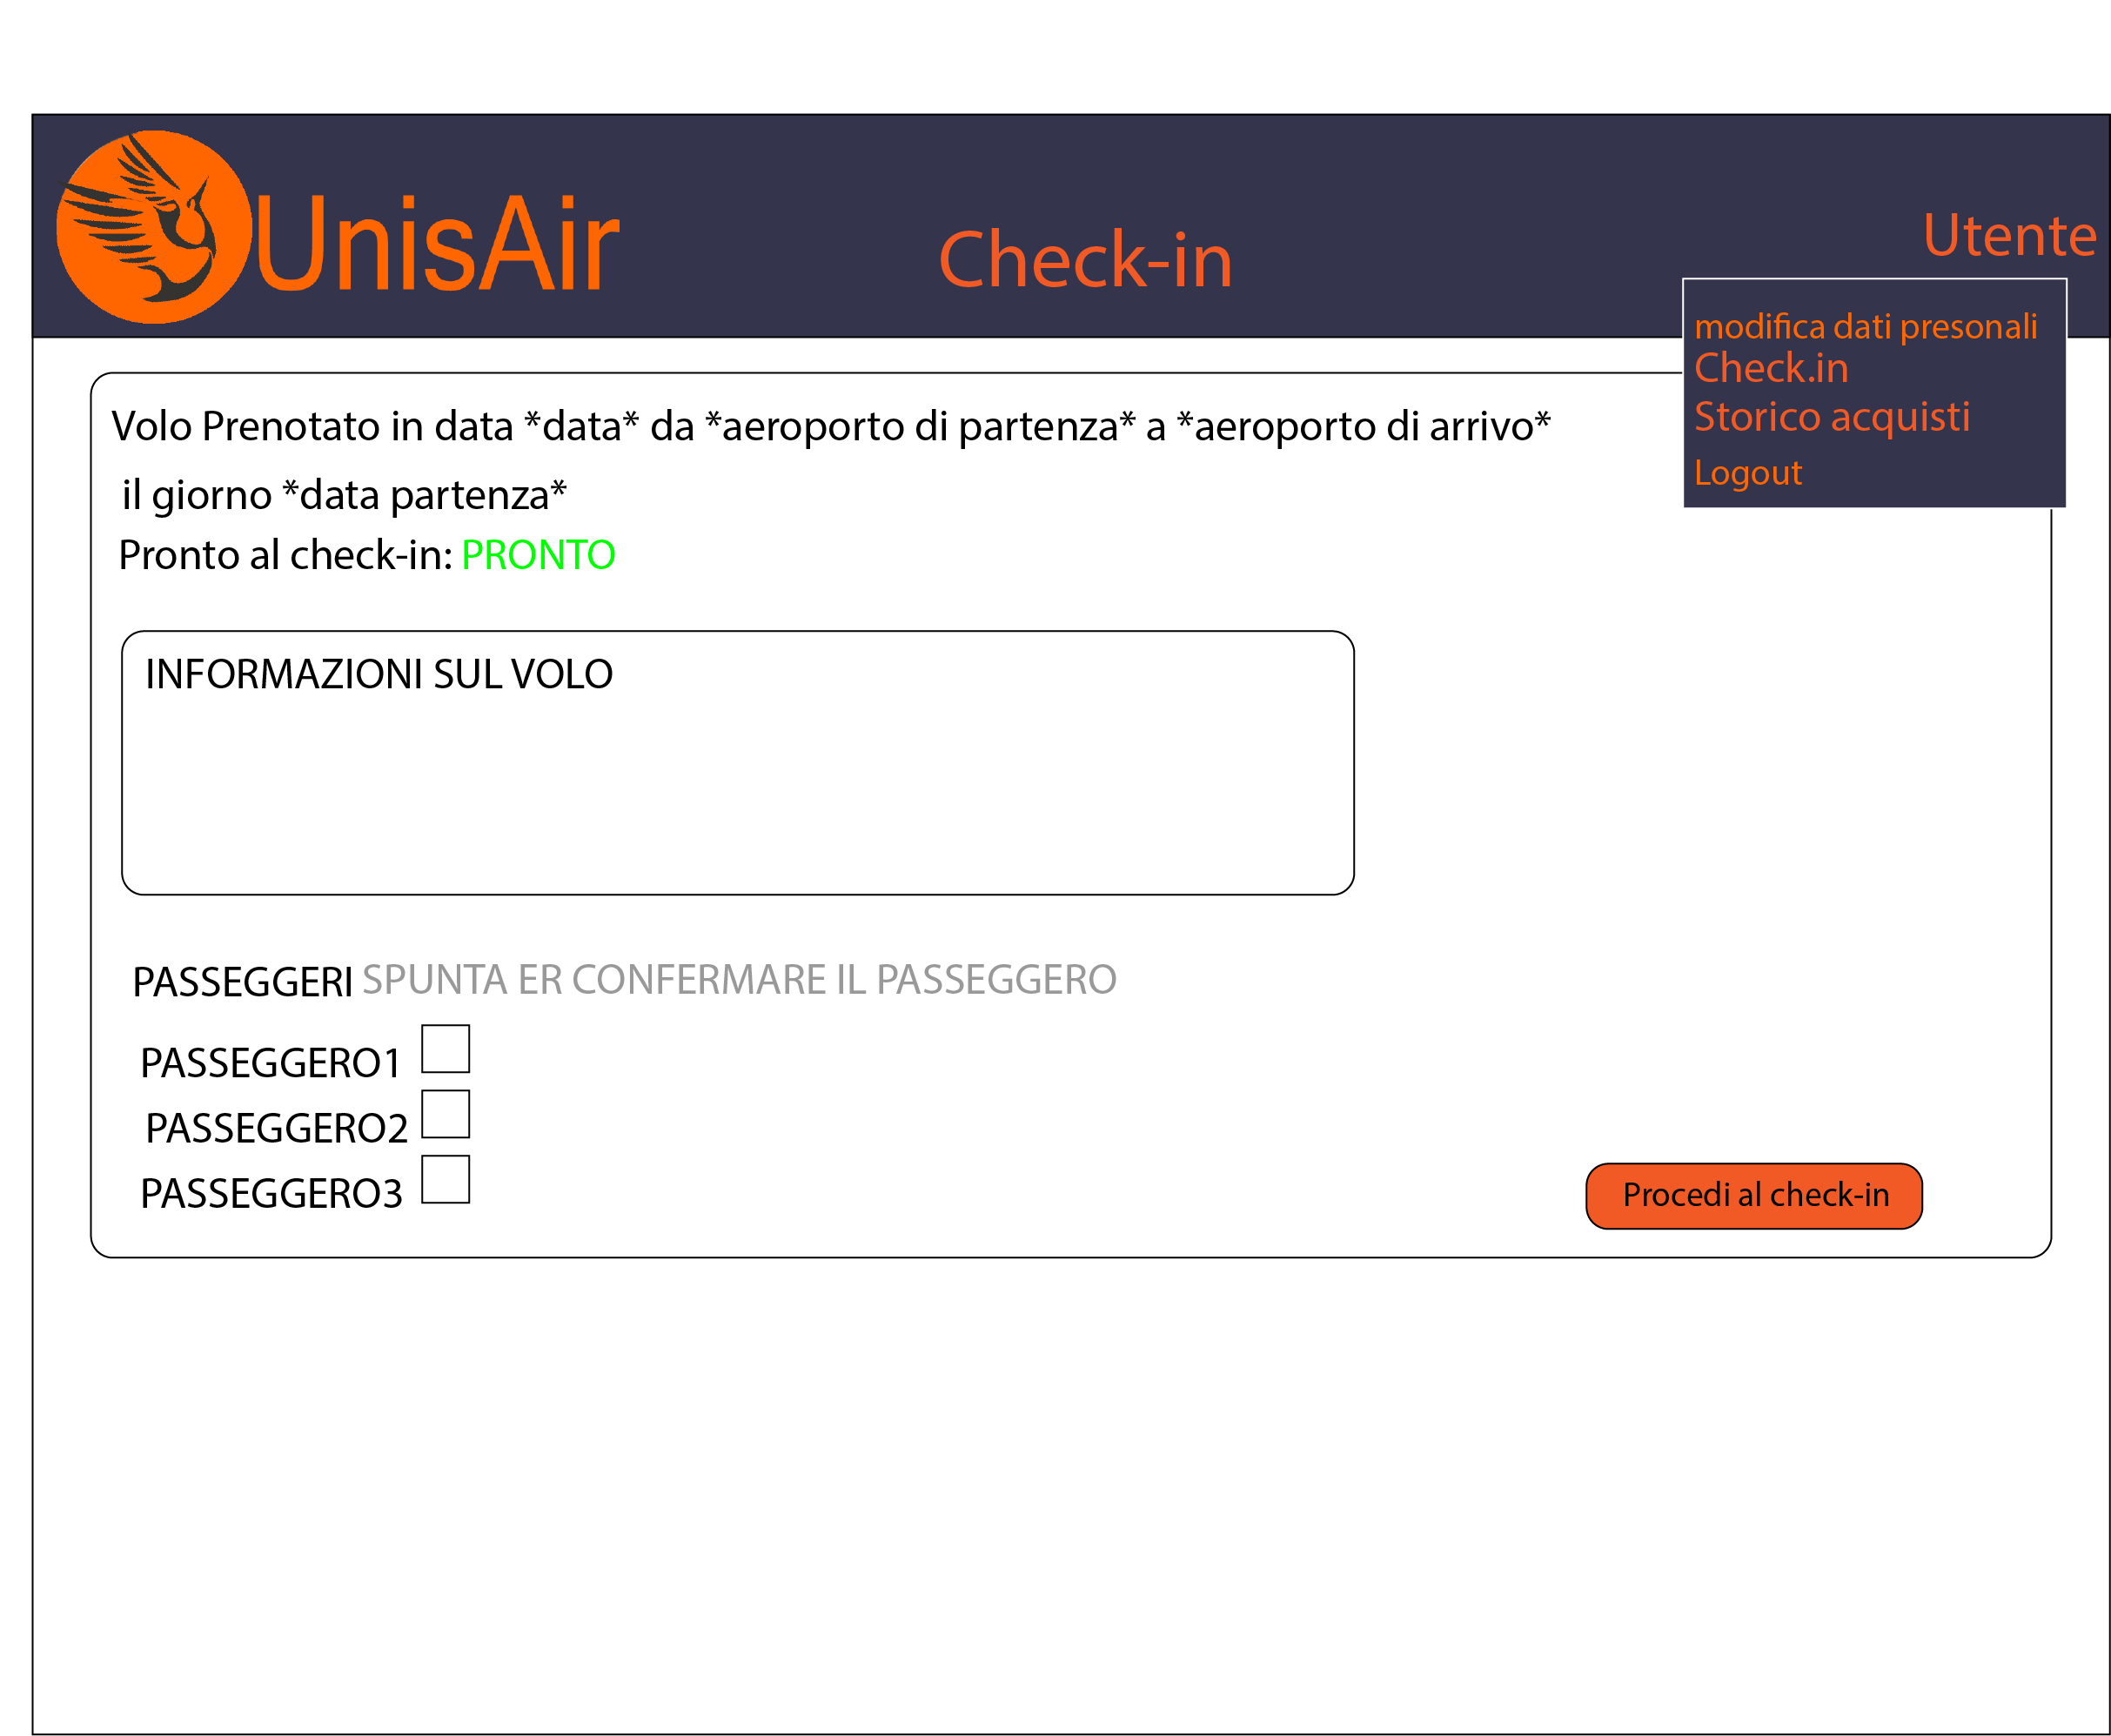 UnisAir
Check-in
Utente
modifica dati presonali
Check.in
Storico acquisti
Logout
Volo Prenotato in data *data* da *aeroporto di partenza* a *aeroporto di arrivo*
il giorno *data partenza*
Pronto al check-in: PRONTO
INFORMAZIONI SUL VOLO
PASSEGGERI SPUNTA ER CONFERMARE IL PASSEGGERO
PASSEGGERO1
PASSEGGERO2
PASSEGGERO3
Procedi al check-in